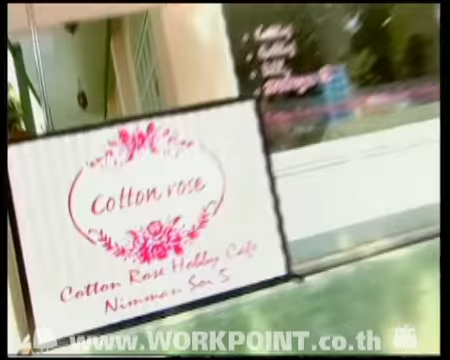 Cotton rose
Cotton Rose Hobby Cafe
Nimman Soi 5
www.WORKPOINT.co.th